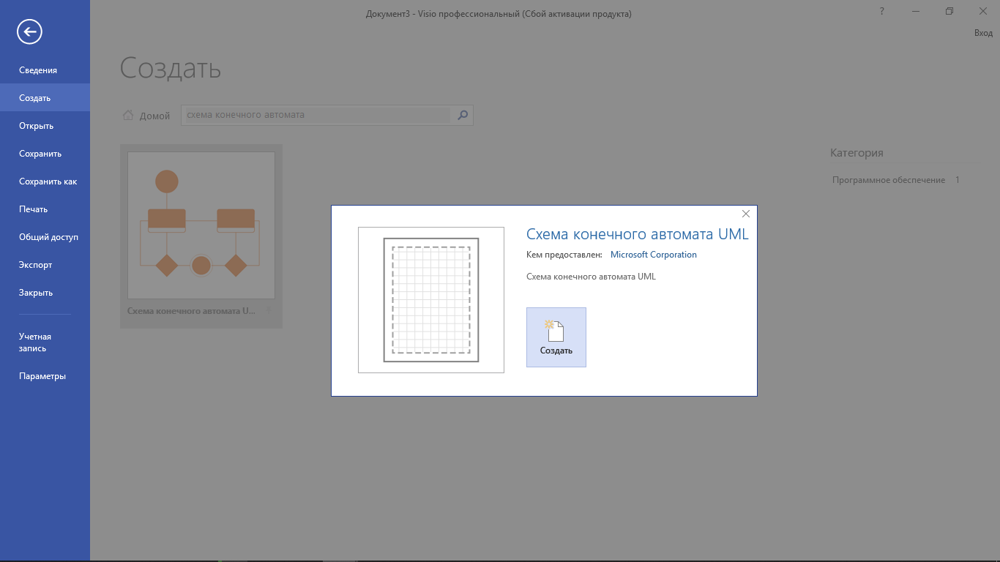 Документ3 - Visio профессиональный (Сбой активации продукта)
?
Вход
Сведения
Создать
Открыть
Сохранить
Сохранить как
Печать
Общий доступ
Экспорт
Закрыть
Учетная
запись
Параметры
Создать
Домой
схема конечного автомата
Схема конечного автомата U...
Категория
Программное обеспечение 1
Схема конечного автомата UML
Кем предоставлен: Microsoft Corporation
Схема конечного автомата UML
Создать